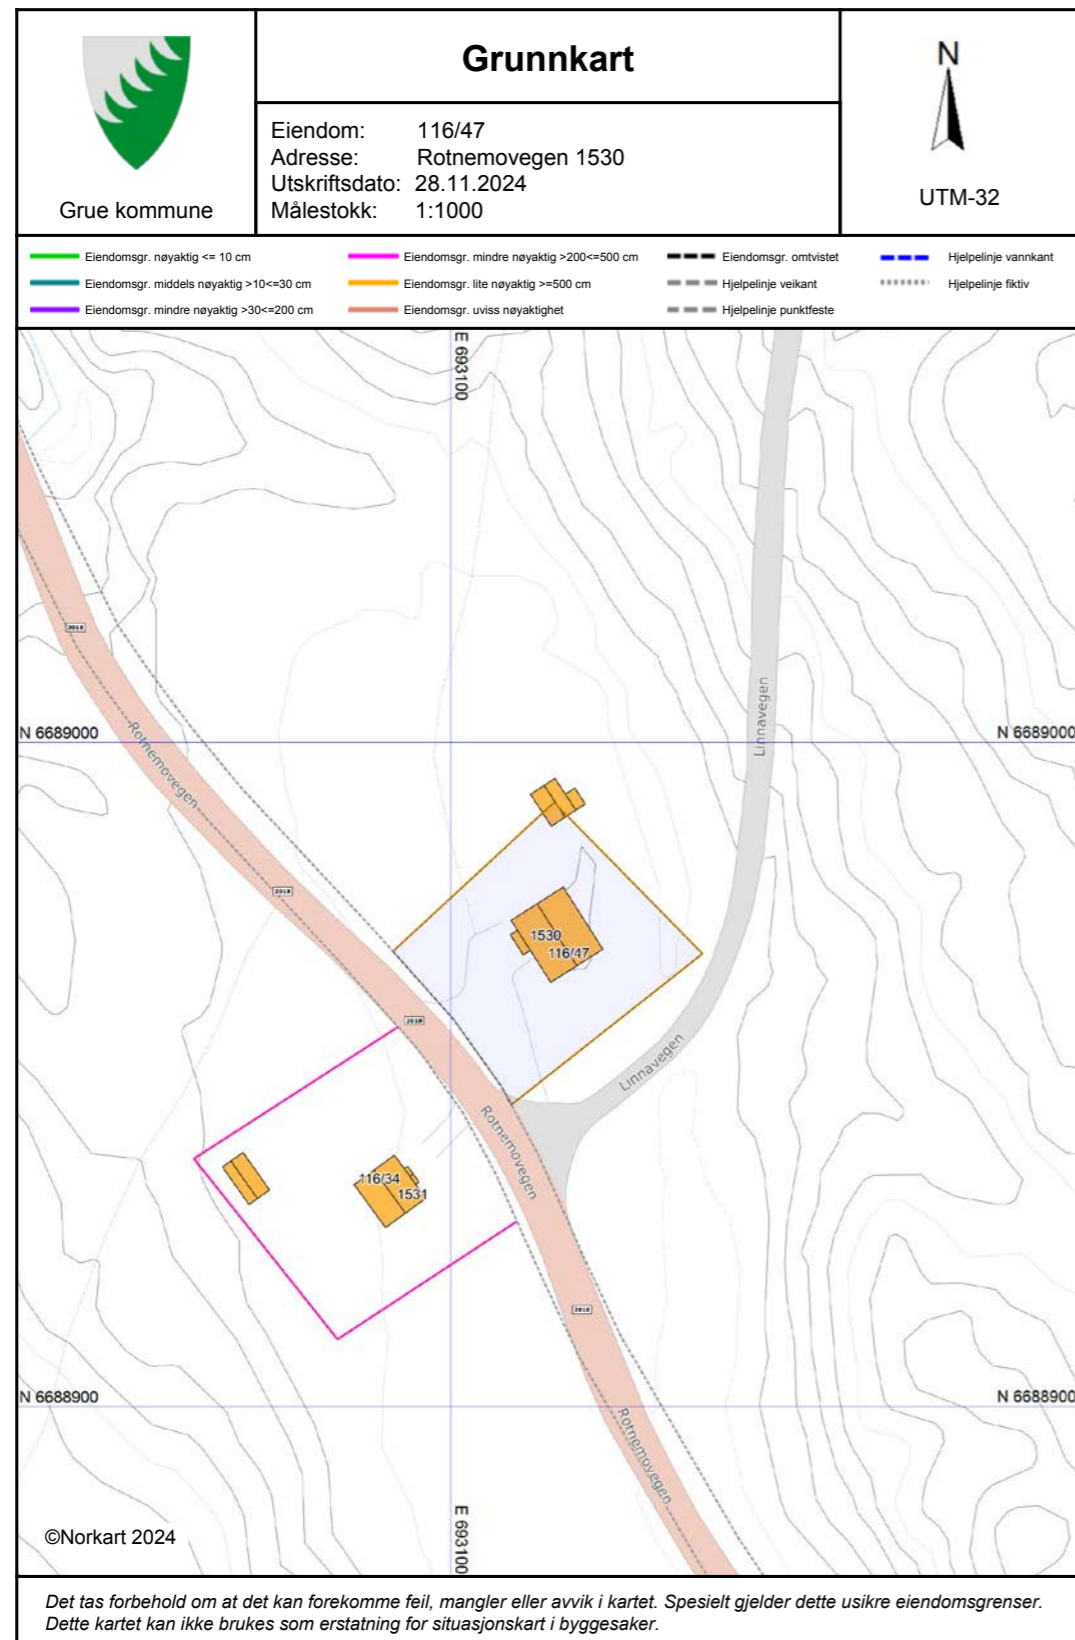 Grunnkart
N
Eiendom: 116/47
Adresse: Rotnemovegen 1530
Utskriftsdato: 28.11.2024
Målestokk: 1:1000
Grue kommune
UTM-32
Eiendomsgr. nøyaktig <= 10 cm
Eiendomsgr. middels nøyaktig >10<=30 cm
Eiendomsgr. mindre nøyaktig >30<=200 cm
Eiendomsgr. mindre nøyaktig >200<=500 cm
Eiendomsgr. lite nøyaktig >=500 cm
Eiendomsgr. uviss nøyaktighet
Eiendomsgr. omtvistet
Hjelpelinje veikant
Hjelpelinje punktfeste
Hjelpelinje vannkant
Hjelpelinje fiktiv
E 693100
2018
Linnavegen
N 6689000
N 6689000
Rotnemovegen
2018
1530
116/47
2018
Linnavegen
Rotnemovegen
116/34
1531
2018
N 6688900
N 6688900
Rotnemovegen
E 693100
©Norkart 2024
Det tas forbehold om at det kan forekomme feil, mangler eller avvik i kartet. Spesielt gjelder dette usikre eiendomsgrenser.
Dette kartet kan ikke brukes som erstatning for situasjonskart i byggesaker.